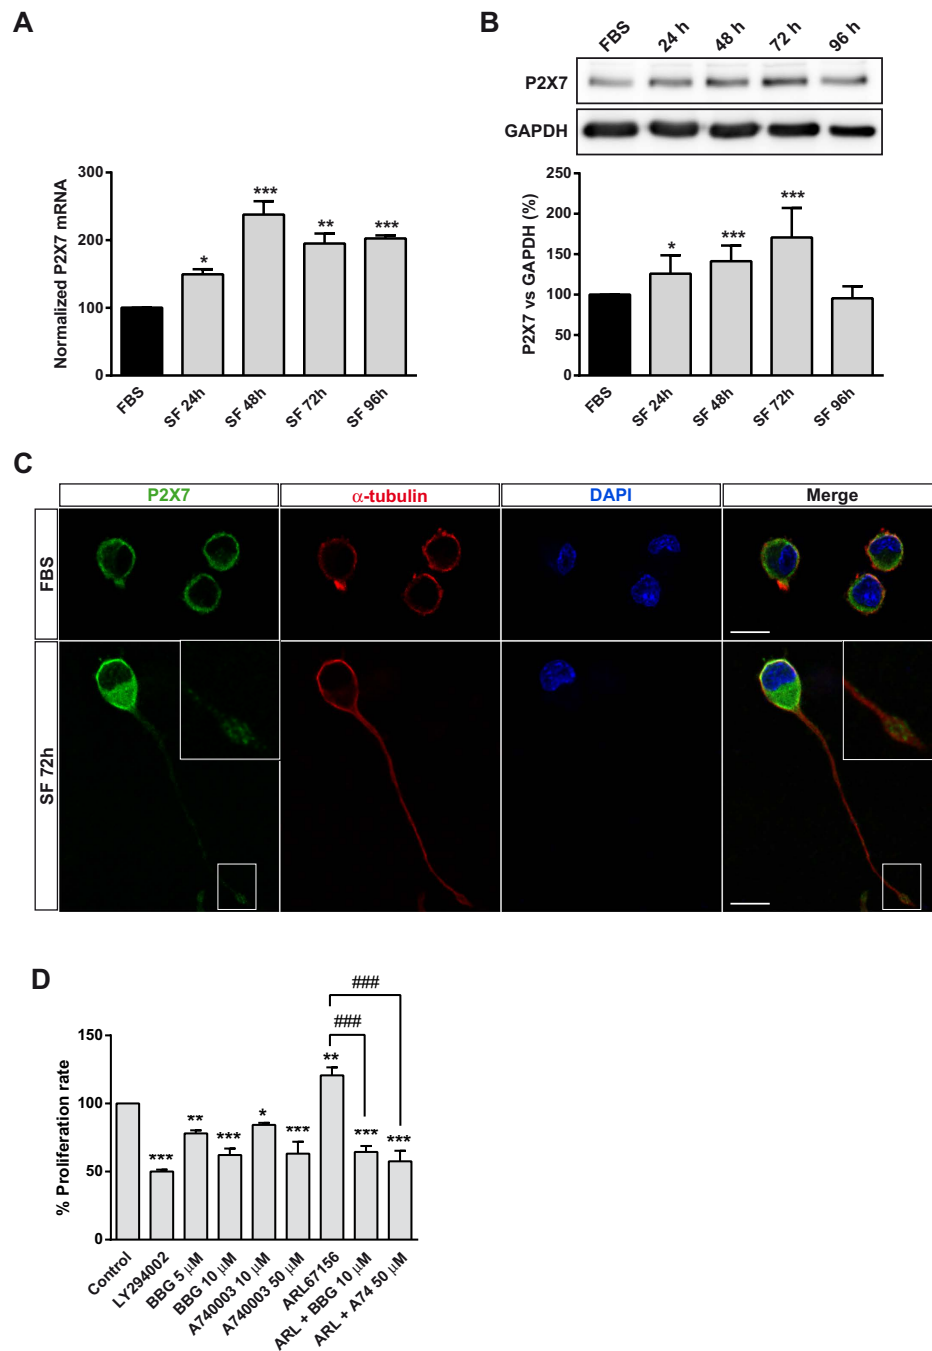 A
Normalized P2X7 mRNA
300
200
100
0
*
***
**
***
FBS
SF 24h
SF 48h
SF 72h
SF 96h
B
FBS
24 h
48 h
72 h
96 h
P2X7
GAPDH
P2X7 vs GAPDH (%)
250
200
150
100
50
0
*
***
***
FBS
SF 24h
SF 48h
SF 72h
SF 96h
C
P2X7
α-tubulin
DAPI
Merge
FBS
SF 72h
D
% Proliferation rate
150
100
50
0
###
###
***
**
***
*
***
**
***
***
Control
LY294002
BBG 5 μM
BBG 10 μM
A740003 10 μM
A740003 50 μM
ARL67156
ARL + BBG 10 μM
ARL + A74 50 μM